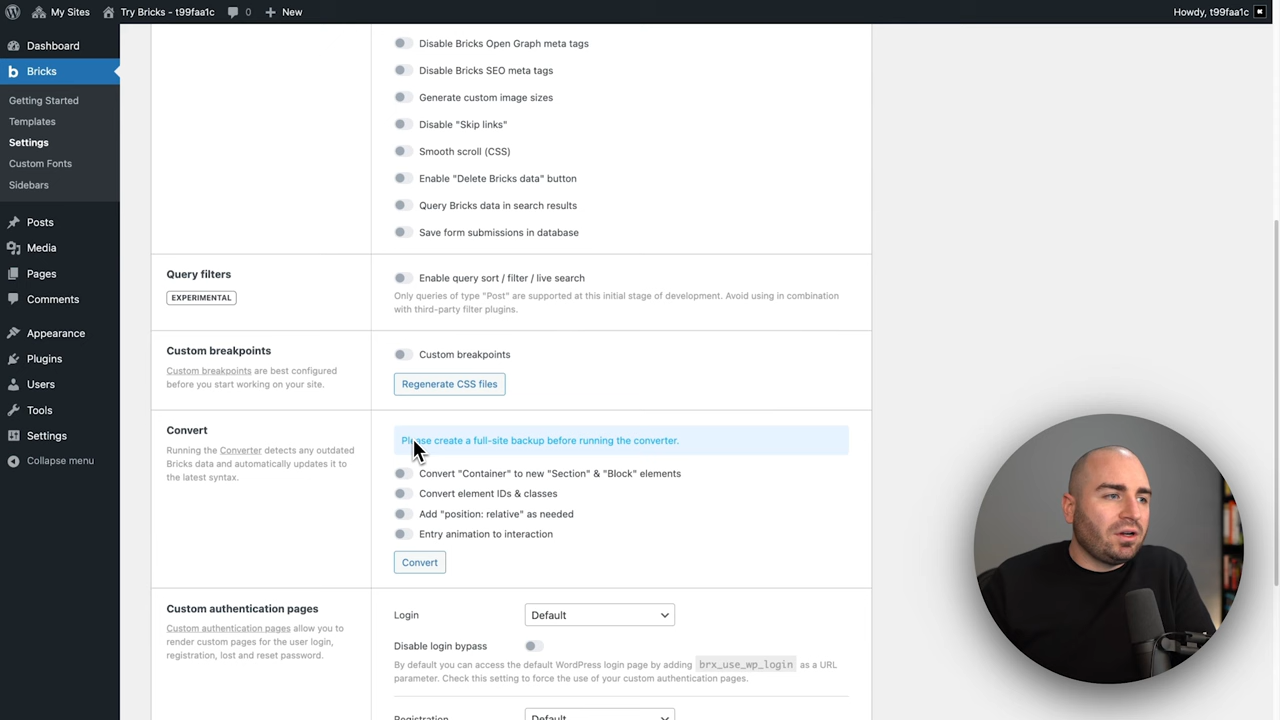 My Sites
Try Bricks - t99faa1c
0
New
Howdy, t99faa1c
Dashboard
Bricks
Getting Started
Templates
Settings
Custom Fonts
Sidebars
Posts
Media
Pages
Comments
Appearance
Plugins
Users
Tools
Settings
Collapse menu
Disable Bricks Open Graph meta tags
Disable Bricks SEO meta tags
Generate custom image sizes
Disable "Skip links"
Smooth scroll (CSS)
Enable "Delete Bricks data" button
Query Bricks data in search results
Save form submissions in database
Query filters
EXPERIMENTAL
Enable query sort / filter / live search
Only queries of type "Post" are supported at this initial stage of development. Avoid using in combination
with third-party filter plugins.
Custom breakpoints
Custom breakpoints are best configured
before you start working on your site.
Custom breakpoints
Regenerate CSS files
Convert
Running the Converter detects any outdated
Bricks data and automatically updates it to
the latest syntax.
Please create a full-site backup before running the converter.
Convert "Container" to new "Section" & "Block" elements
Convert element IDs & classes
Add "position: relative" as needed
Entry animation to interaction
Convert
Custom authentication pages
Custom authentication pages allow you to
render custom pages for the user login,
registration, lost and reset password.
Login
Default
Disable login bypass
By default you can access the default WordPress login page by adding brx_use_wp_login as a URL
parameter. Check this setting to force the use of your custom authentication pages.
Registration
Default